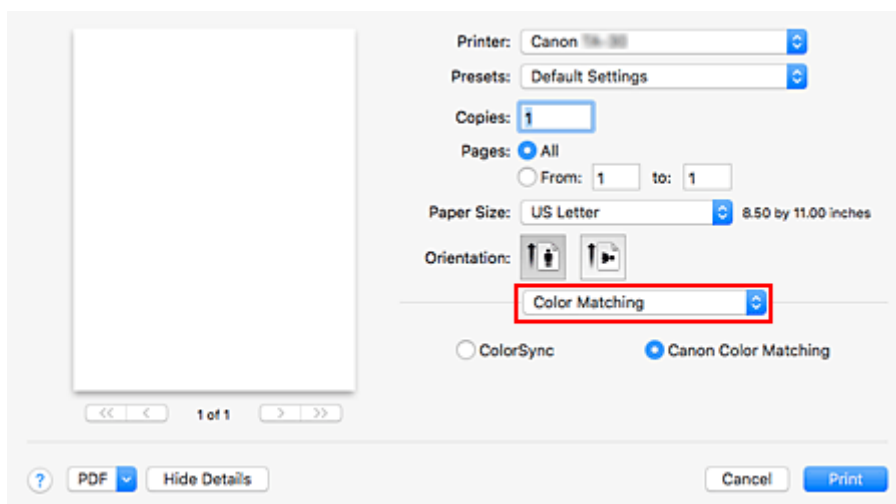 Printer: Canon
Presets: Default Settings
Copies: 1
Pages: All
From: 1 to: 1
Paper Size: US Letter 8.50 by 11.00 inches
Orientation:
Color Matching
ColorSync Canon Color Matching
<< < 1 of 1 > >>
? PDF Hide Details Cancel Print